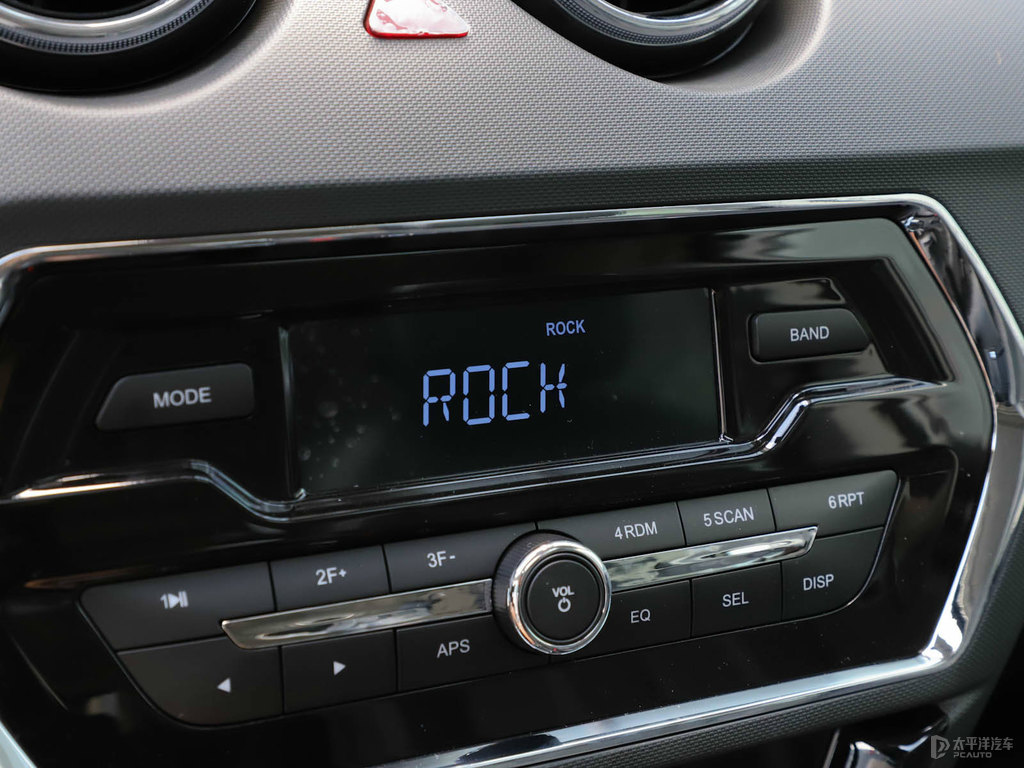 ROCK
ROCK
MODE
BAND
1
2F+
3F-
4RDM
5SCAN
6RPT
VOL
APS
EQ
SEL
DISP
太平洋汽车
PCAUTO